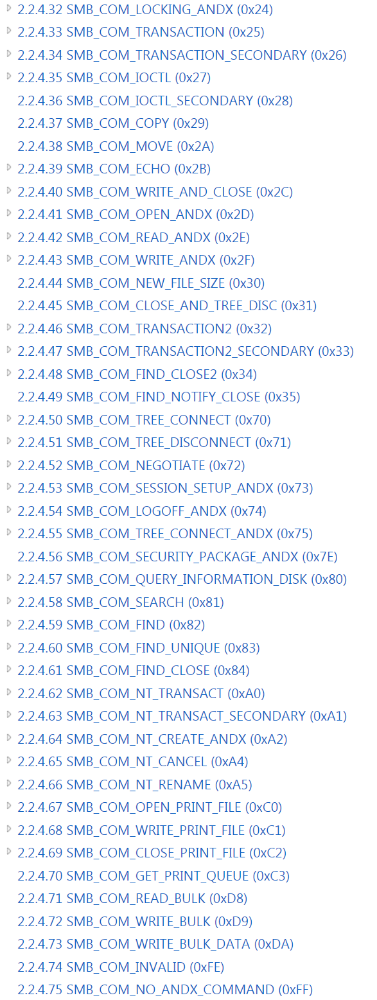 2.2.4.32 SMB_COM_LOCKING_ANDX (0x24)
2.2.4.33 SMB_COM_TRANSACTION (0x25)
2.2.4.34 SMB_COM_TRANSACTION_SECONDARY (0x26)
2.2.4.35 SMB_COM_IOCTL (0x27)
2.2.4.36 SMB_COM_IOCTL_SECONDARY (0x28)
2.2.4.37 SMB_COM_COPY (0x29)
2.2.4.38 SMB_COM_MOVE (0x2A)
2.2.4.39 SMB_COM_ECHO (0x2B)
2.2.4.40 SMB_COM_WRITE_AND_CLOSE (0x2C)
2.2.4.41 SMB_COM_OPEN_ANDX (0x2D)
2.2.4.42 SMB_COM_READ_ANDX (0x2E)
2.2.4.43 SMB_COM_WRITE_ANDX (0x2F)
2.2.4.44 SMB_COM_NEW_FILE_SIZE (0x30)
2.2.4.45 SMB_COM_CLOSE_AND_TREE_DISC (0x31)
2.2.4.46 SMB_COM_TRANSACTION2 (0x32)
2.2.4.47 SMB_COM_TRANSACTION2_SECONDARY (0x33)
2.2.4.48 SMB_COM_FIND_CLOSE2 (0x34)
2.2.4.49 SMB_COM_FIND_NOTIFY_CLOSE (0x35)
2.2.4.50 SMB_COM_TREE_CONNECT (0x70)
2.2.4.51 SMB_COM_TREE_DISCONNECT (0x71)
2.2.4.52 SMB_COM_NEGOTIATE (0x72)
2.2.4.53 SMB_COM_SESSION_SETUP_ANDX (0x73)
2.2.4.54 SMB_COM_LOGOFF_ANDX (0x74)
2.2.4.55 SMB_COM_TREE_CONNECT_ANDX (0x75)
2.2.4.56 SMB_COM_SECURITY_PACKAGE_ANDX (0x7E)
2.2.4.57 SMB_COM_QUERY_INFORMATION_DISK (0x80)
2.2.4.58 SMB_COM_SEARCH (0x81)
2.2.4.59 SMB_COM_FIND (0x82)
2.2.4.60 SMB_COM_FIND_UNIQUE (0x83)
2.2.4.61 SMB_COM_FIND_CLOSE (0x84)
2.2.4.62 SMB_COM_NT_TRANSACT (0xA0)
2.2.4.63 SMB_COM_NT_TRANSACT_SECONDARY (0xA1)
2.2.4.64 SMB_COM_NT_CREATE_ANDX (0xA2)
2.2.4.65 SMB_COM_NT_CANCEL (0xA4)
2.2.4.66 SMB_COM_NT_RENAME (0xA5)
2.2.4.67 SMB_COM_OPEN_PRINT_FILE (0xC0)
2.2.4.68 SMB_COM_WRITE_PRINT_FILE (0xC1)
2.2.4.69 SMB_COM_CLOSE_PRINT_FILE (0xC2)
2.2.4.70 SMB_COM_GET_PRINT_QUEUE (0xC3)
2.2.4.71 SMB_COM_READ_BULK (0xD8)
2.2.4.72 SMB_COM_WRITE_BULK (0xD9)
2.2.4.73 SMB_COM_WRITE_BULK_DATA (0xDA)
2.2.4.74 SMB_COM_INVALID (0xFE)
2.2.4.75 SMB_COM_NO_ANDX_COMMAND (0xFF)